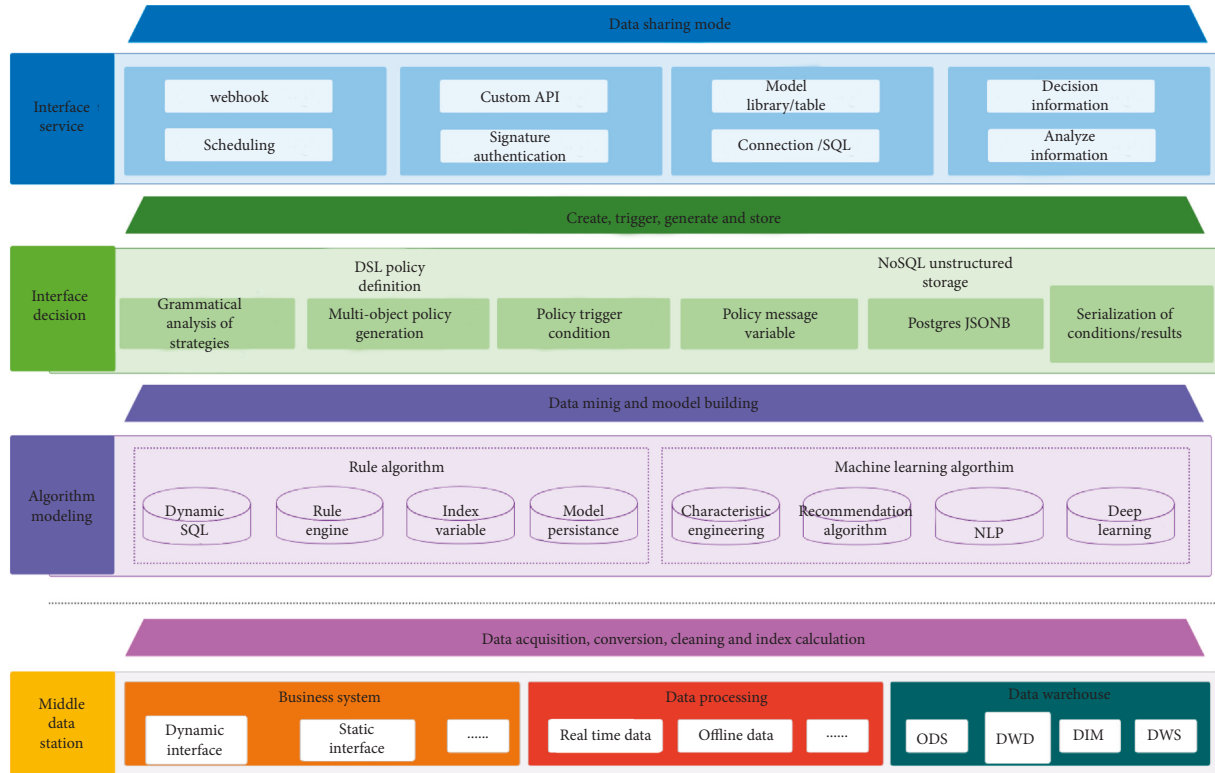 Data sharing mode
Interface
service
webhook
Scheduling
Custom API
Signature
authentication
Model
library/table
Connection /SQL
Decision
information
Analyze
information
Create, trigger, generate and store
Interface
decision
DSL policy
definition
NoSQL unstructured
storage
Grammatical
analysis of
strategies
Multi-object policy
generation
Policy trigger
condition
Policy message
variable
Postgres JSONB
Serialization of
conditions/results
Data minig and moodel building
Algorithm
modeling
Rule algorithm
Dynamic
SQL
Rule
engine
Index
variable
Model
persistance
Machine learning algorthim
Characteristic
engineering
Recommendation
algorithm
NLP
Deep
learning
Data acquisition, conversion, cleaning and index calculation
Middle
data
station
Business system
Dynamic
interface
Static
interface
......
Data processing
Real time data
Offline data
......
Data warehouse
ODS
DWD
DIM
DWS